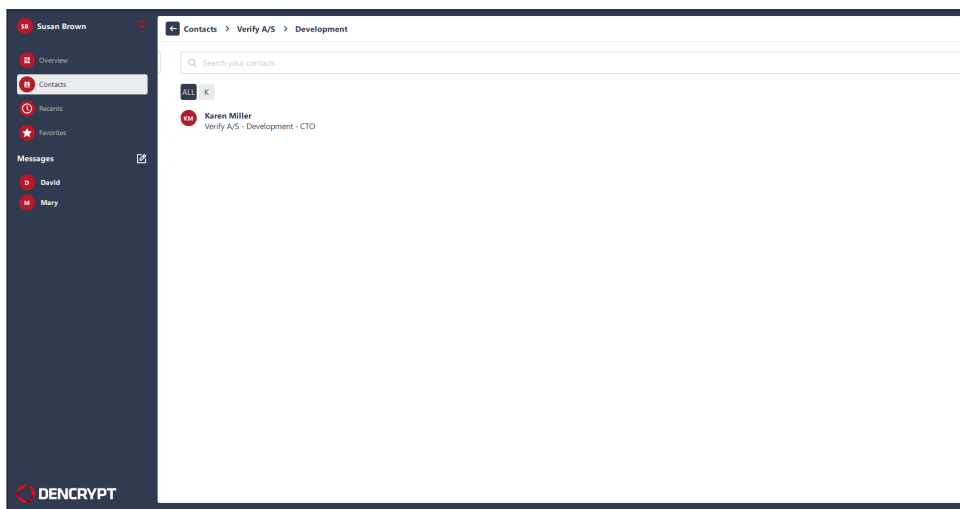 SB Susan Brown
Contacts > Verify A/S > Development
Overview
Search your contacts
Contacts
ALL K
Recents
KM Karen Miller
Verify A/S - Development - CTO
Favorites
Messages
D David
M Mary
DENCRYPT